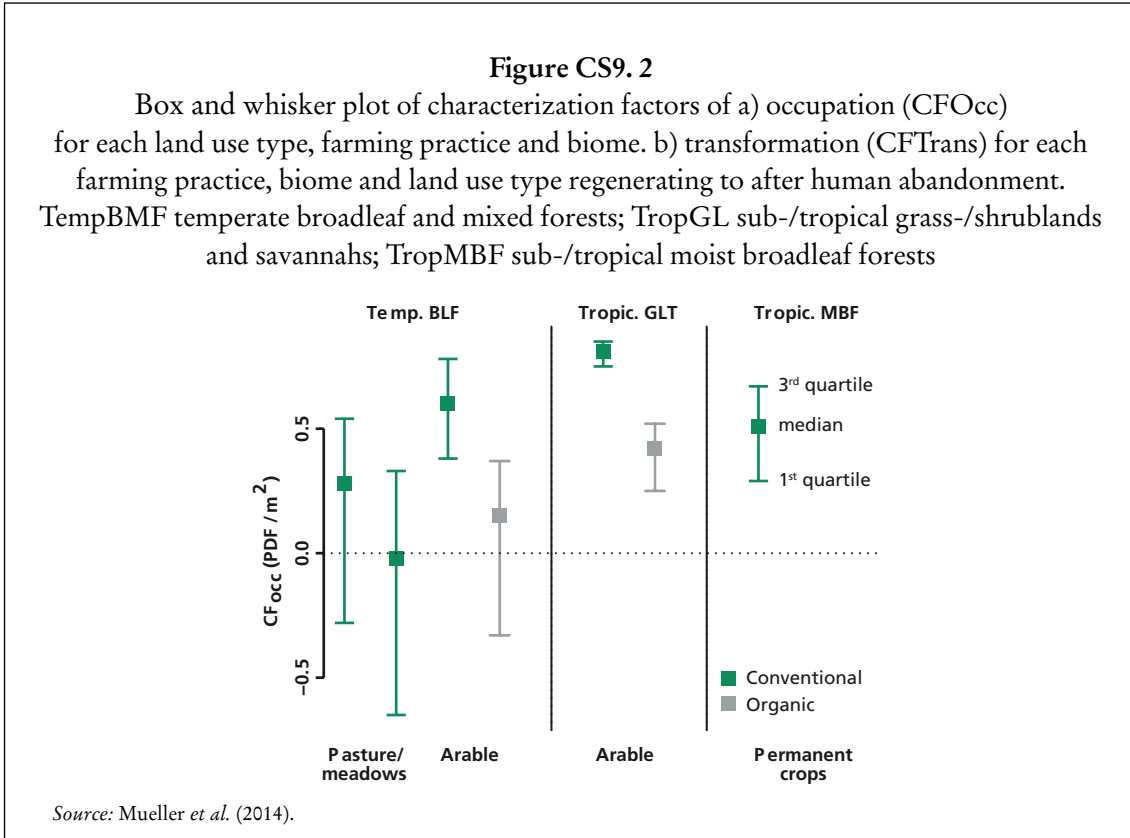 Figure CS9. 2
Box and whisker plot of characterization factors of a) occupation (CFOcc)
for each land use type, farming practice and biome. b) transformation (CFTrans) for each
farming practice, biome and land use type regenerating to after human abandonment.
TempBMF temperate broadleaf and mixed forests; TropGL sub-/tropical grass-/shrublands
and savannahs; TropMBF sub-/tropical moist broadleaf forests
Temp. BLF
Tropic. GLT
Tropic. MBF
CFocc (PDF / m²)
0.5
0.0
−0.5
3rd quartile
median
1st quartile
Conventional
Organic
Pasture/
meadows
Arable
Arable
Permanent
crops
Source: Mueller et al. (2014).